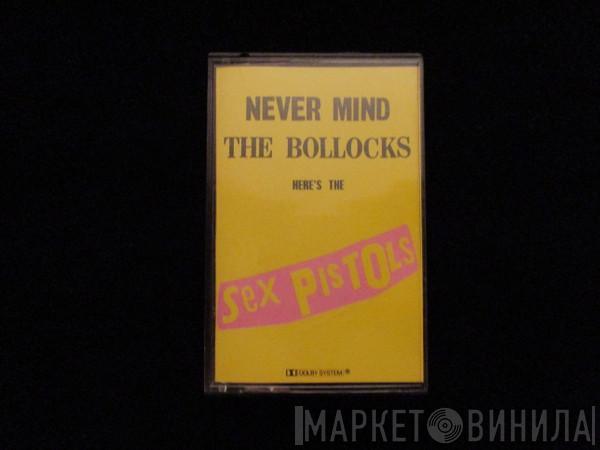 NEVER MIND
THE BOLLOCKS
HERE'S THE
Sex PisTOLs
DOLBY SYSTEM ®
МАРКЕТ ВИНИЛА